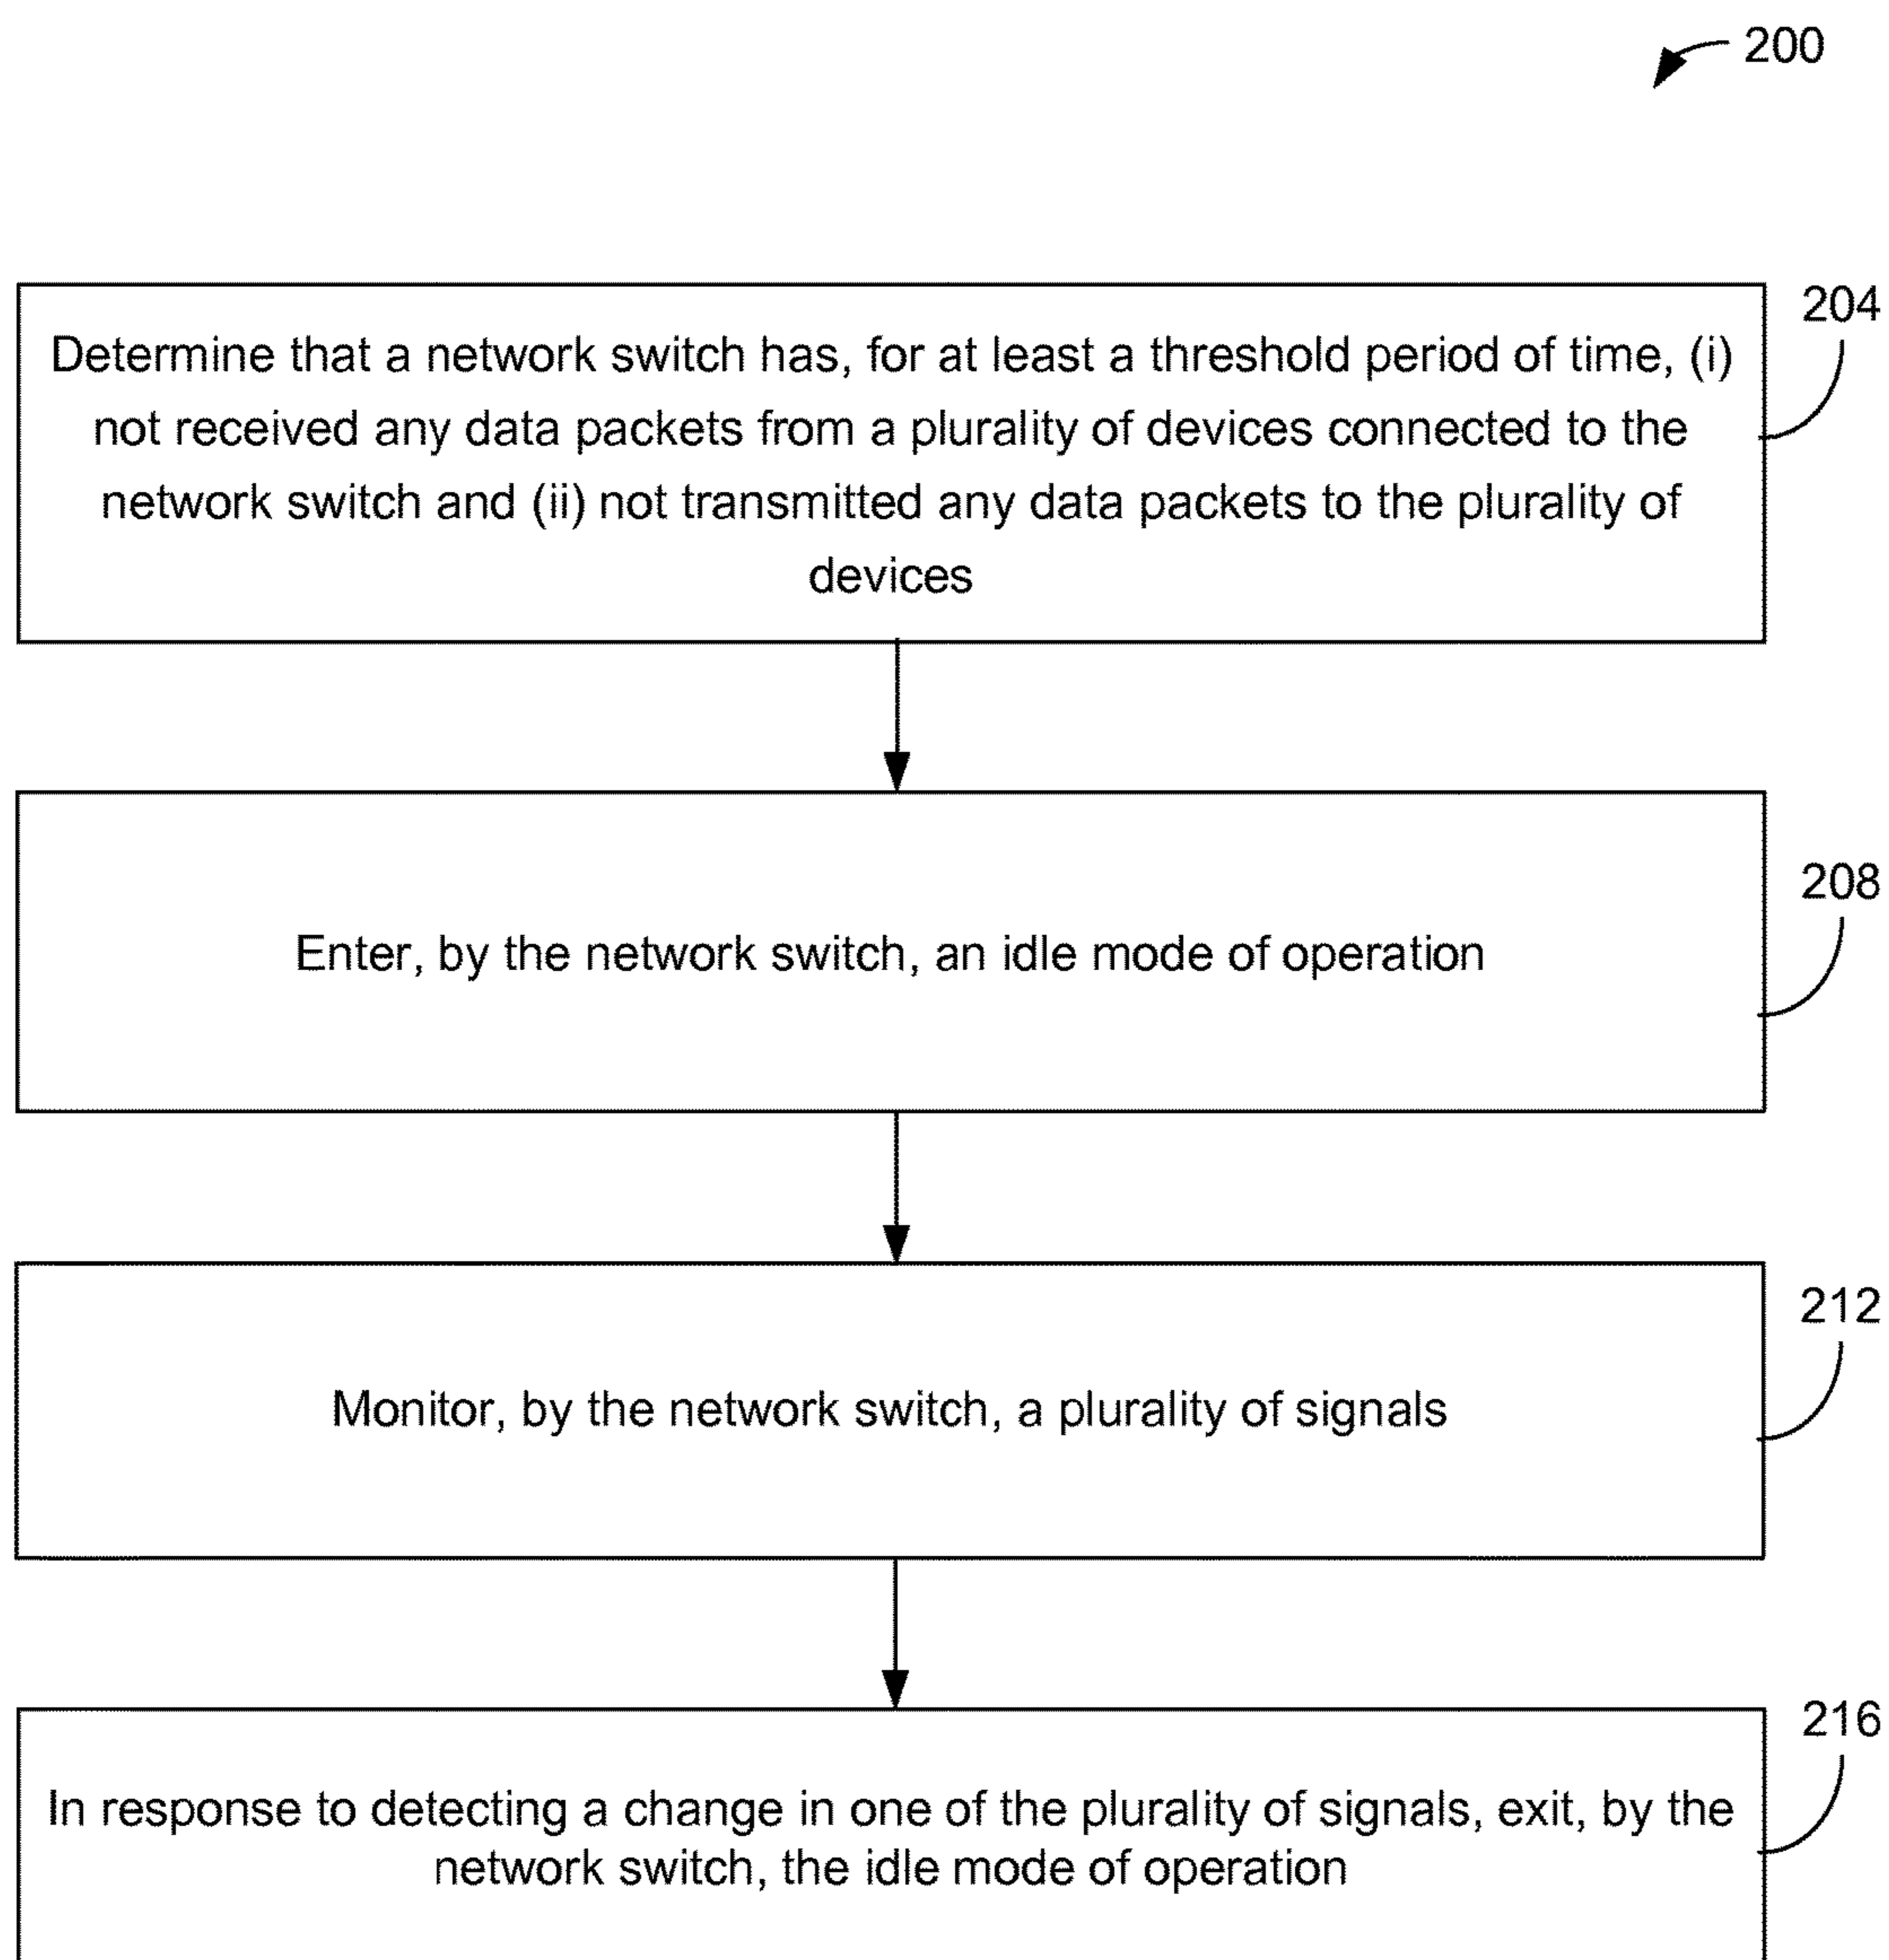 200
204
Determine that a network switch has, for at least a threshold period of time, (i)
not received any data packets from a plurality of devices connected to the
network switch and (ii) not transmitted any data packets to the plurality of
devices
208
Enter, by the network switch, an idle mode of operation
212
Monitor, by the network switch, a plurality of signals
216
In response to detecting a change in one of the plurality of signals, exit, by the
network switch, the idle mode of operation